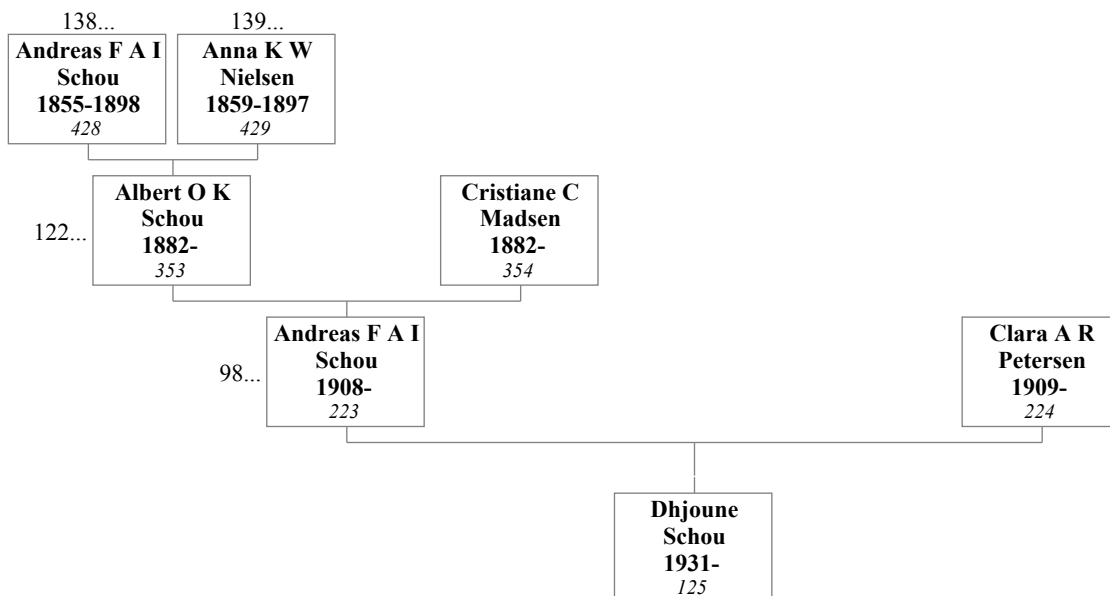 138...
139...
Andreas F A I
Schou
1855-1898
428
Anna K W
Nielsen
1859-1897
429
122...
Albert O K
Schou
1882-
353
Cristiane C
Madsen
1882-
354
98...
Andreas F A I
Schou
1908-
223
Clara A R
Petersen
1909-
224
Dhjoune
Schou
1931-
125